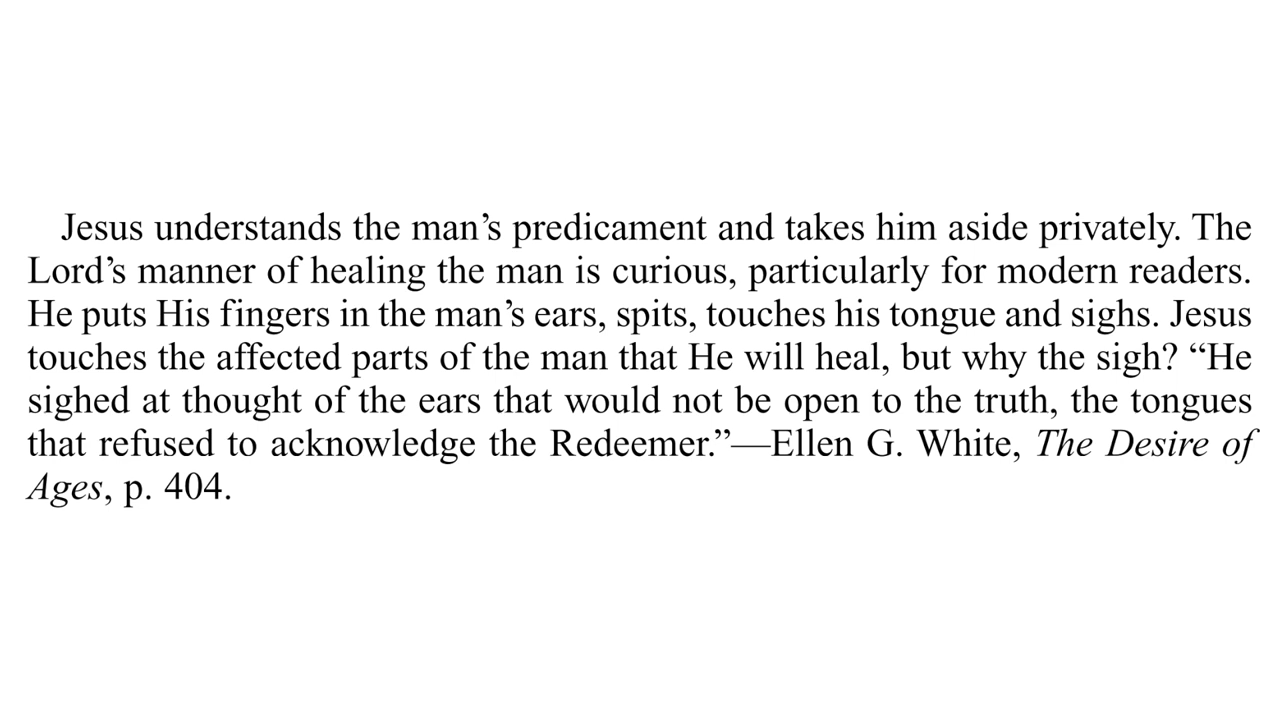 Jesus understands the man’s predicament and takes him aside privately. The
Lord’s manner of healing the man is curious, particularly for modern readers.
He puts His fingers in the man’s ears, spits, touches his tongue and sighs. Jesus
touches the affected parts of the man that He will heal, but why the sigh? “He
sighed at thought of the ears that would not be open to the truth, the tongues
that refused to acknowledge the Redeemer.”—Ellen G. White, The Desire of
Ages, p. 404.